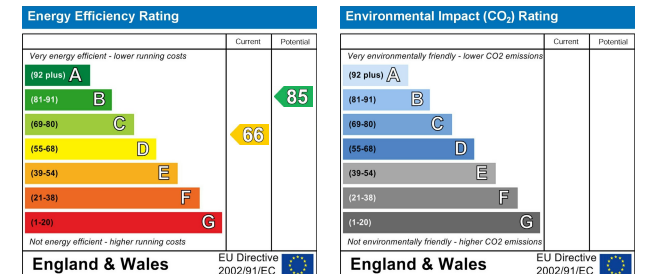 Energy Efficiency Rating
Current Potential
Very energy efficient - lower running costs
(92 plus) A
(81-91) B
85
(69-80) C
66
(55-68) D
(39-54) E
(21-38) F
(1-20) G
Not energy efficient - higher running costs
England & Wales
EU Directive
2002/91/EC
Environmental Impact (CO₂) Rating
Current Potential
Very environmentally friendly - lower CO2 emissions
(92 plus) A
(81-91) B
(69-80) C
(55-68) D
(39-54) E
(21-38) F
(1-20) G
Not environmentally friendly - higher CO2 emissions
England & Wales
EU Directive
2002/91/EC